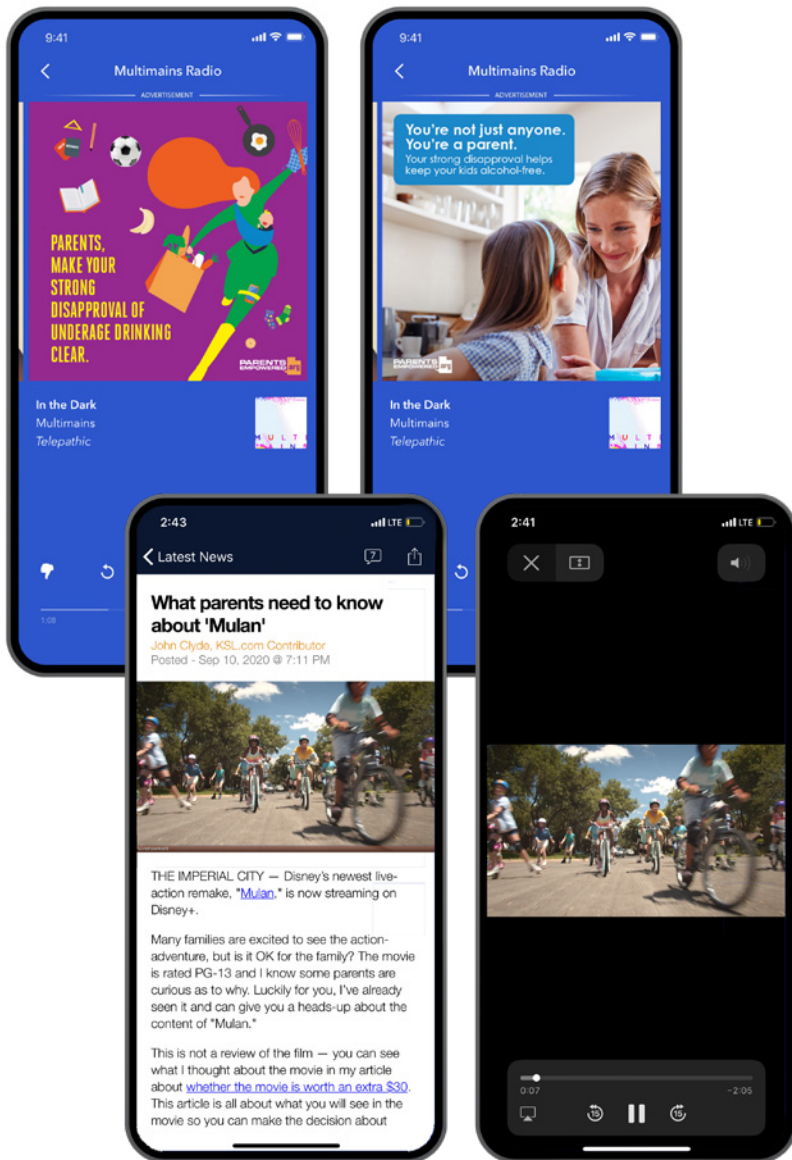 9:41
Multimains Radio
ADVERTISEMENT
PARENTS,
MAKE YOUR
STRONG
DISAPPROVAL OF
UNDERAGE DRINKING
CLEAR.
PARENTS
EMPOWERED.org
In the Dark
Multimains
Telepathic
MULTI
AIN
1:08
9:41
Multimains Radio
ADVERTISEMENT
You're not just anyone.
You're a parent.
Your strong disapproval helps
keep your kids alcohol-free.
PARENTS
EMPOWERED.org
In the Dark
Multimains
Telepathic
MULTI
AIN
2:43
LTE
Latest News
7
What parents need to know
about 'Mulan'
John Clyde, KSL.com Contributor
Posted - Sep 10, 2020 @ 7:11 PM
THE IMPERIAL CITY — Disney's newest live-
action remake, "Mulan," is now streaming on
Disney+.
Many families are excited to see the action-
adventure, but is it OK for the family? The movie
is rated PG-13 and I know some parents are
curious as to why. Luckily for you, I've already
seen it and can give you a heads-up about the
content of "Mulan."
This is not a review of the film — you can see
what I thought about the movie in my article
about whether the movie is worth an extra $30.
This article is all about what you will see in the
movie so you can make the decision about
2:41
LTE
0:07
-2:05
15
15